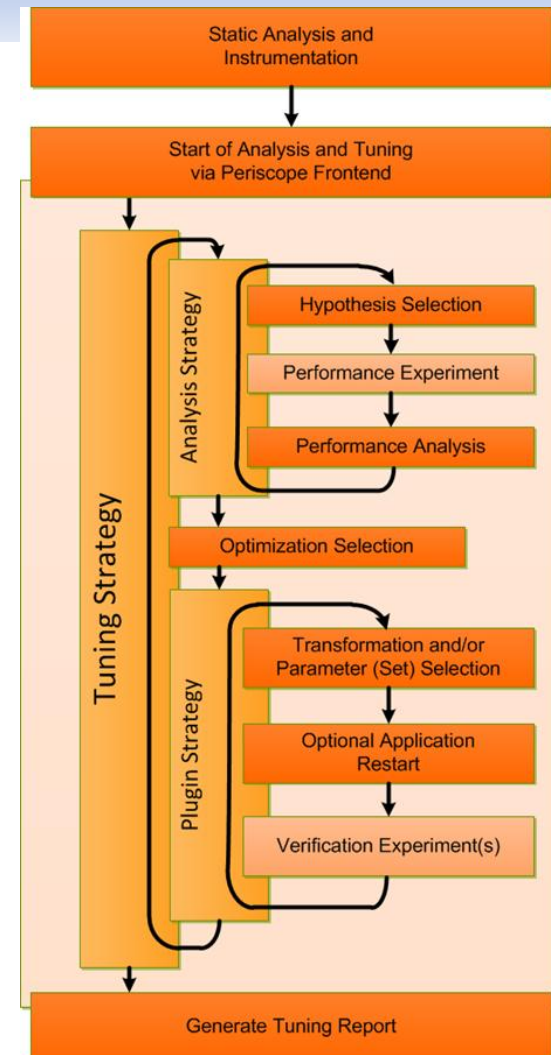 Static Analysis and
Instrumentation
Start of Analysis and Tuning
via Periscope Frontend
Tuning Strategy
Analysis Strategy
Hypothesis Selection
Performance Experiment
Performance Analysis
Optimization Selection
Plugin Strategy
Transformation and/or
Parameter (Set) Selection
Optional Application
Restart
Verification Experiment(s)
Generate Tuning Report